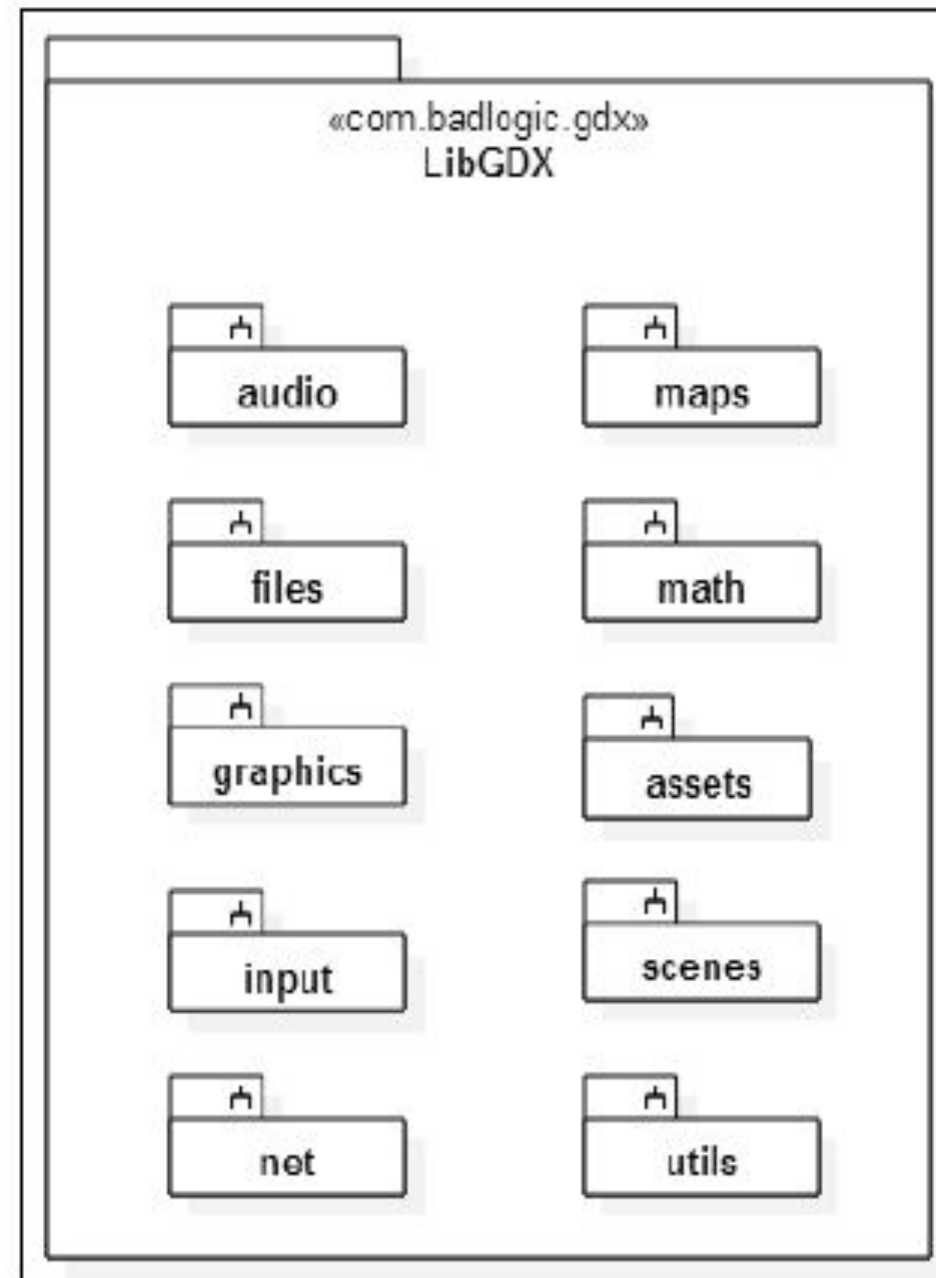 «com.badlogic.gdx»
LibGDX
audio
maps
files
math
graphics
assets
input
scenes
net
utils